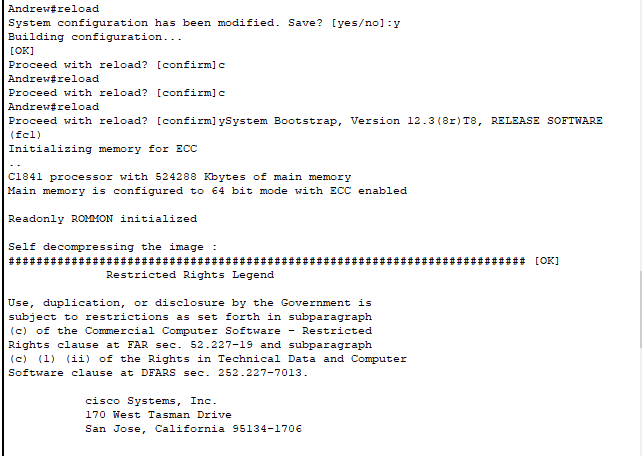 Andrew#reload
System configuration has been modified. Save? [yes/no]:y
Building configuration...
[OK]
Proceed with reload? [confirm]c
Andrew#reload
Proceed with reload? [confirm]c
Andrew#reload
Proceed with reload? [confirm]ySystem Bootstrap, Version 12.3(8r)T8, RELEASE SOFTWARE
(fc1)
Initializing memory for ECC
..
C1841 processor with 524288 Kbytes of main memory
Main memory is configured to 64 bit mode with ECC enabled
Readonly ROMMON initialized
Self decompressing the image :
########################################################################## [OK]
Restricted Rights Legend
Use, duplication, or disclosure by the Government is
subject to restrictions as set forth in subparagraph
(c) of the Commercial Computer Software - Restricted
Rights clause at FAR sec. 52.227-19 and subparagraph
(c) (1) (ii) of the Rights in Technical Data and Computer
Software clause at DFARS sec. 252.227-7013.
cisco Systems, Inc.
170 West Tasman Drive
San Jose, California 95134-1706